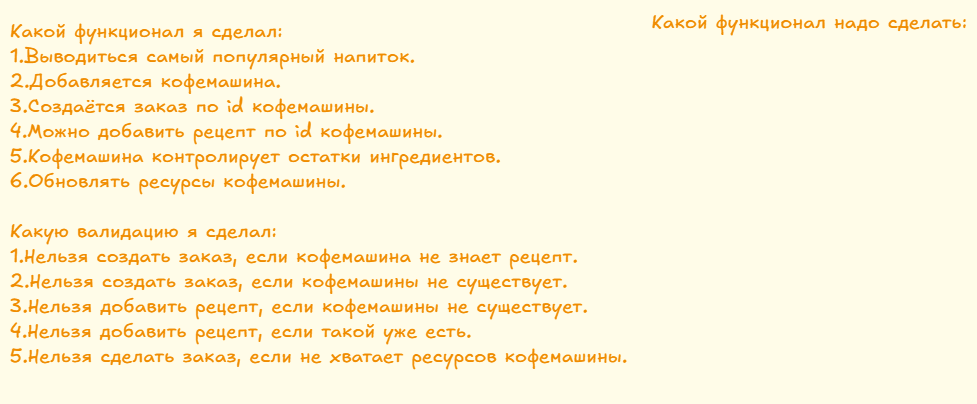 Какой функционал я сделал:
1.Выводиться самый популярный напиток.
2.Добавляется кофемашина.
3.Создаётся заказ по id кофемашины.
4.Можно добавить рецепт по id кофемашины.
5.Кофемашина контролирует остатки ингредиентов.
6.Обновлять ресурсы кофемашины.
Какую валидацию я сделал:
1.Нельзя создать заказ, если кофемашина не знает рецепт.
2.Нельзя создать заказ, если кофемашины не существует.
3.Нельзя добавить рецепт, если кофемашины не существует.
4.Нельзя добавить рецепт, если такой уже есть.
5.Нельзя сделать заказ, если не хватает ресурсов кофемашины.
Какой функционал надо сделать: